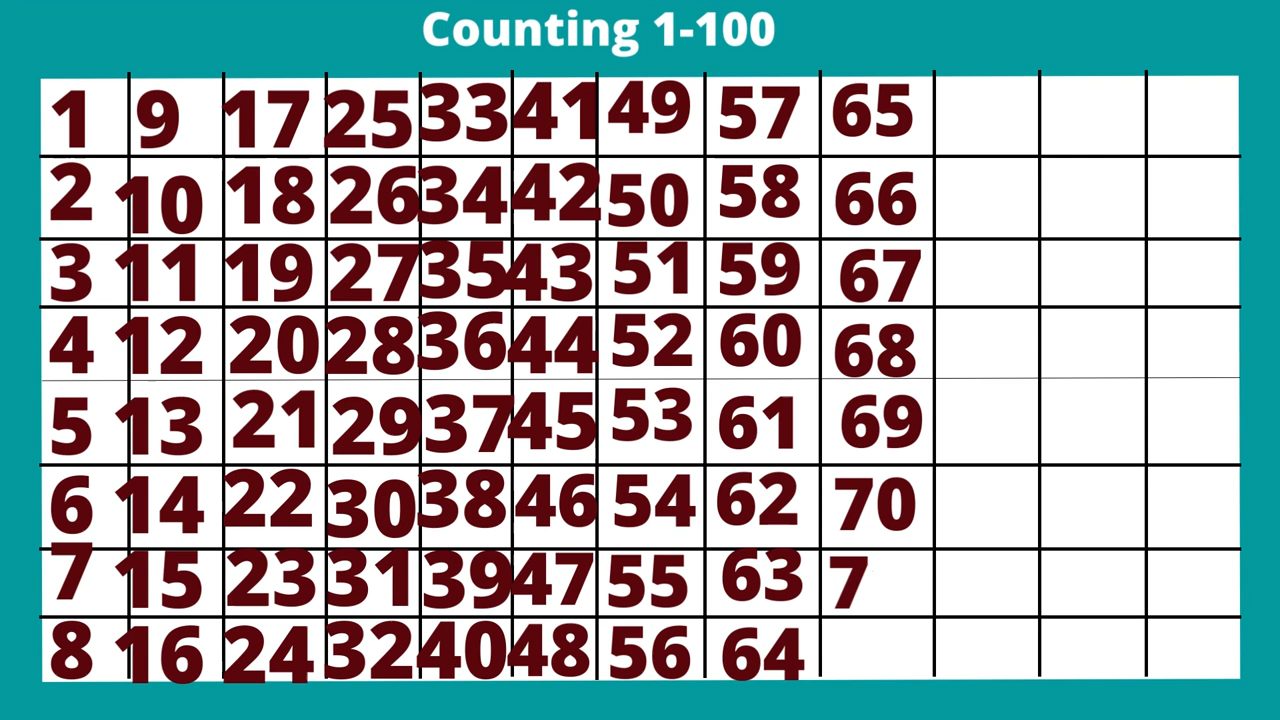 Counting 1-100
1 9 17 25 33 41 49 57 65
2 10 18 26 34 42 50 58 66
3 11 19 27 35 43 51 59 67
4 12 20 28 36 44 52 60 68
5 13 21 29 37 45 53 61 69
6 14 22 30 38 46 54 62 70
7 15 23 31 39 47 55 63 7
8 16 24 32 40 48 56 64